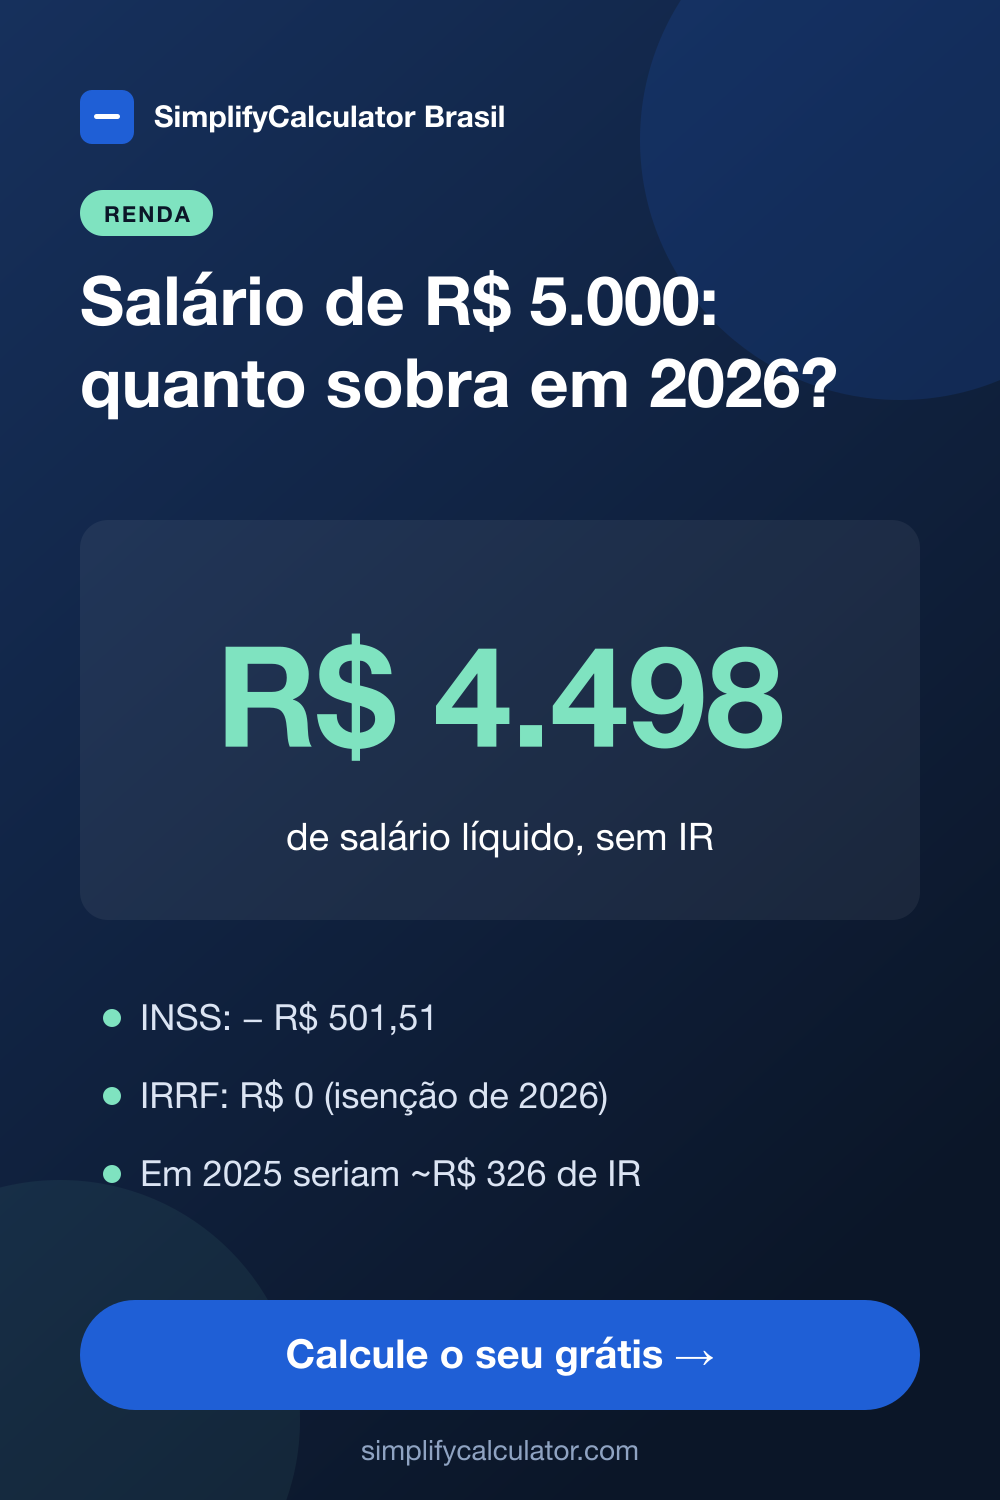 SimplifyCalculator Brasil
RENDA
Salário de R$ 5.000:
quanto sobra em 2026?
R$ 4.498
de salário líquido, sem IR
INSS: – R$ 501,51
IRRF: R$ 0 (isenção de 2026)
Em 2025 seriam ~R$ 326 de IR
Calcule o seu grátis →
simplifycalculator.com